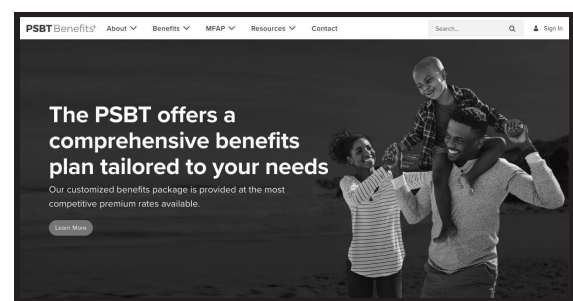 PSBT Benefits
About
Benefits
MFAP
Resources
Contact
Search...
Sign In
The PSBT offers a
comprehensive benefits
plan tailored to your needs
Our customized benefits package is provided at the most
competitive premium rates available.
Learn More